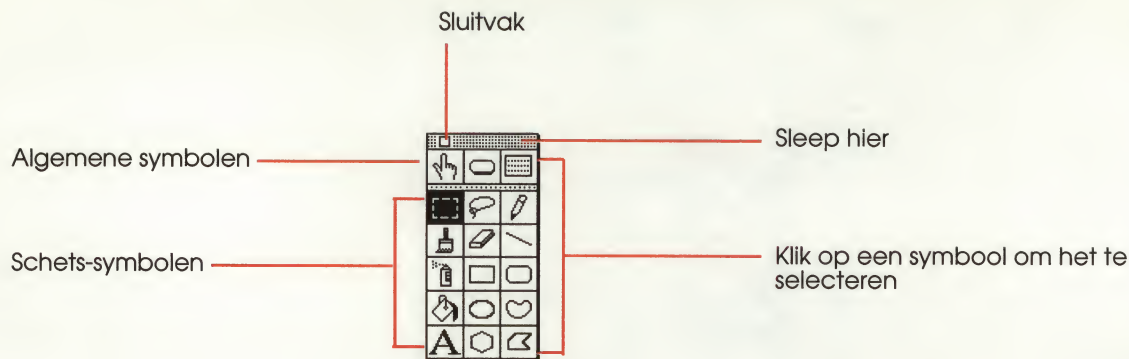 Sluitvak
Sleep hier
Algemene symbolen
Schets-symbolen
Klik op een symbool om het te
selecteren
A